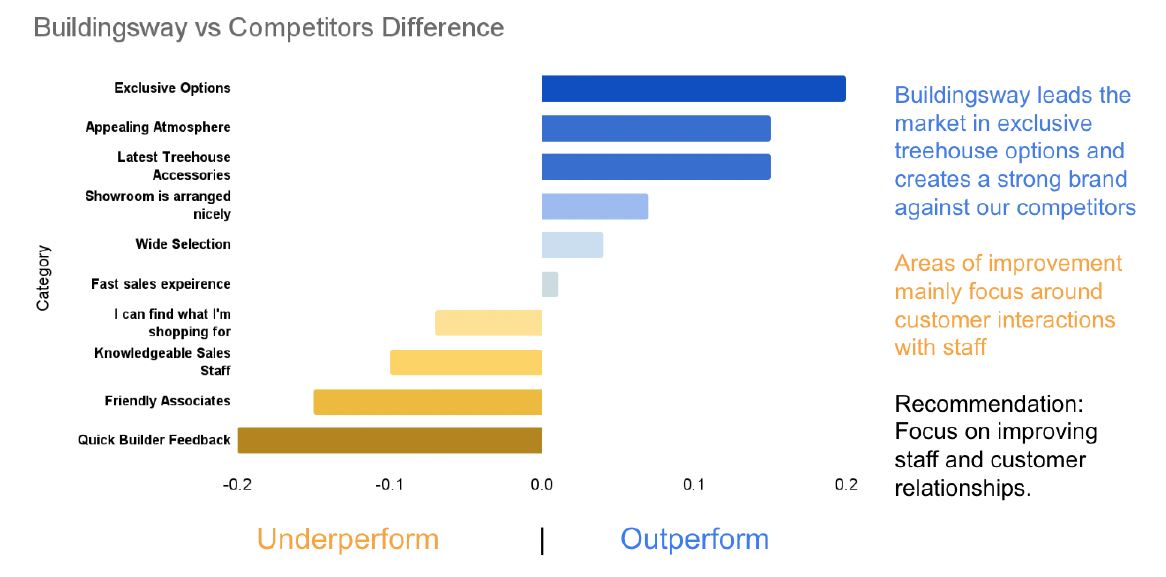 Buildingsway vs Competitors Difference
Category
Exclusive Options
Appealing Atmosphere
Latest Treehouse
Accessories
Showroom is arranged
nicely
Wide Selection
Fast sales expeirence
I can find what I'm
shopping for
Knowledgeable Sales
Staff
Friendly Associates
Quick Builder Feedback
-0.2 -0.1 0.0 0.1 0.2
Underperform | Outperform
Buildingsway leads the
market in exclusive
treehouse options and
creates a strong brand
against our competitors
Areas of improvement
mainly focus around
customer interactions
with staff
Recommendation:
Focus on improving
staff and customer
relationships.